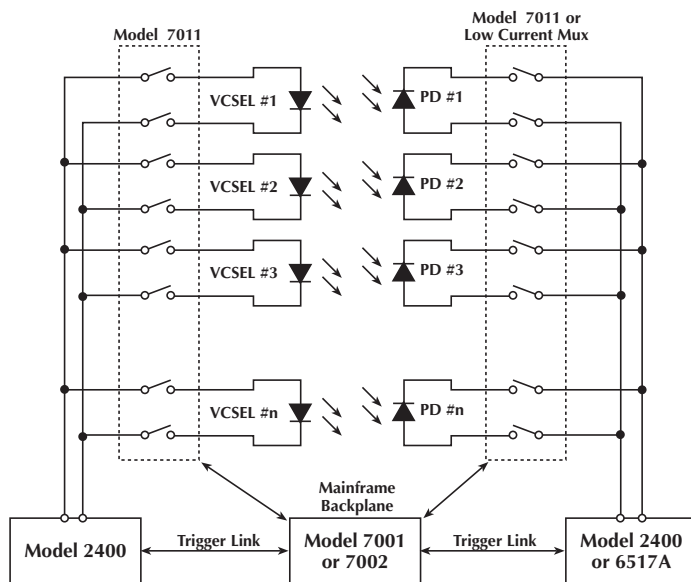 Model 7011
Model 7011 or
Low Current Mux
VCSEL #1
PD #1
VCSEL #2
PD #2
VCSEL #3
PD #3
VCSEL #n
PD #n
Mainframe
Backplane
Model 2400
Trigger Link
Model 7001
or 7002
Trigger Link
Model 2400
or 6517A